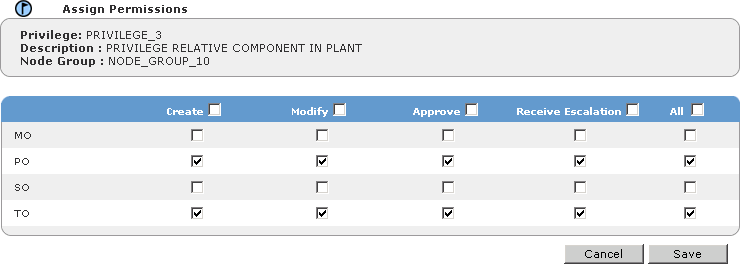 Assign Permissions
Privilege: PRIVILEGE_3
Description : PRIVILEGE RELATIVE COMPONENT IN PLANT
Node Group : NODE_GROUP_10
Create Modify Approve Receive Escalation All
MO
PO
SO
TO
Cancel Save